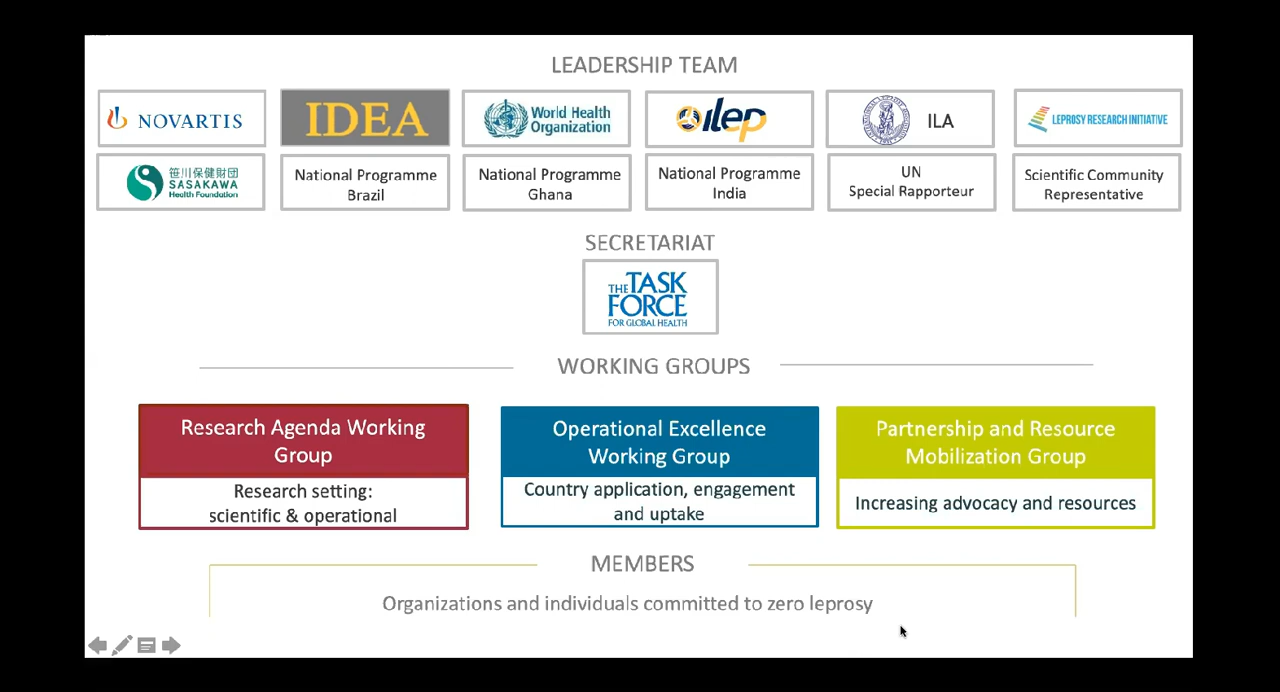 LEADERSHIP TEAM
NOVARTIS
IDEA
World Health
Organization
ilep
ILA
LEPROSY RESEARCH INITIATIVE
笹川保健財団
SASAKAWA
Health Foundation
National Programme
Brazil
National Programme
Ghana
National Programme
India
UN
Special Rapporteur
Scientific Community
Representative
SECRETARIAT
THE TASK
FORCE
FOR GLOBAL HEALTH
WORKING GROUPS
Research Agenda Working
Group
Research setting:
scientific & operational
Operational Excellence
Working Group
Country application, engagement
and uptake
Partnership and Resource
Mobilization Group
Increasing advocacy and resources
MEMBERS
Organizations and individuals committed to zero leprosy